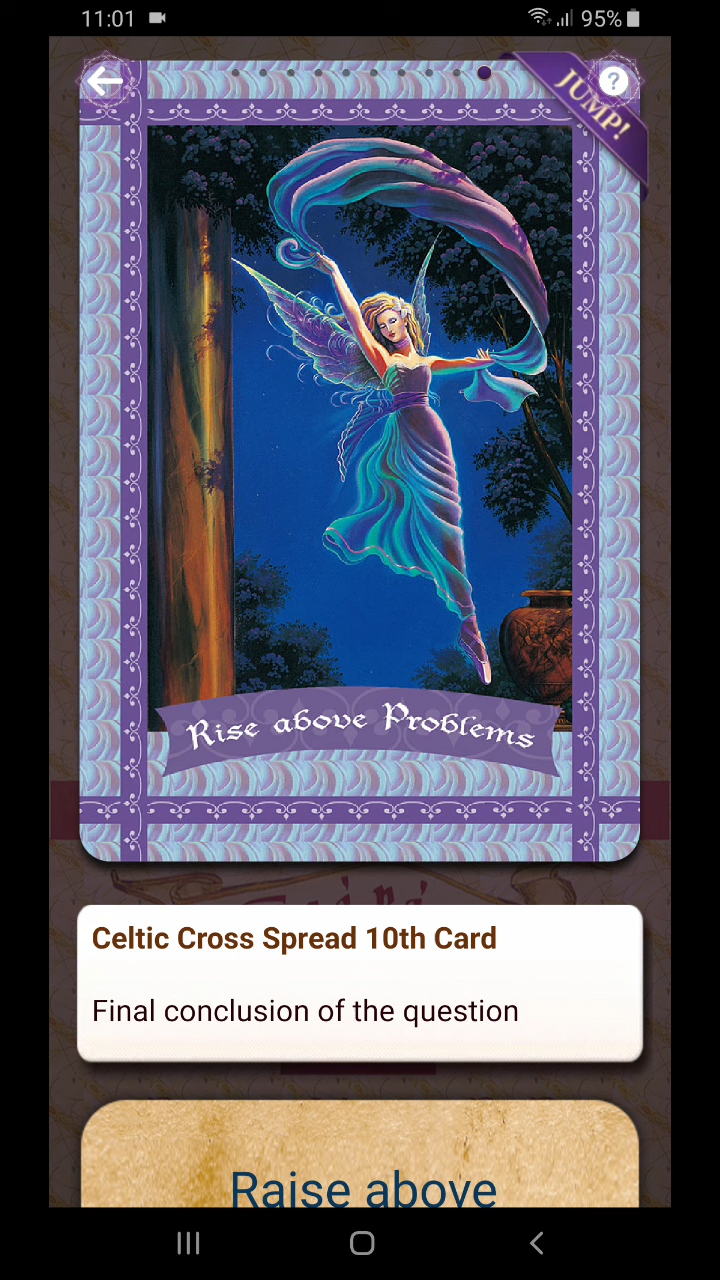 11:01
95%
JUMP!
?
Rise above Problems
Celtic Cross Spread 10th Card
Final conclusion of the question
Raise above